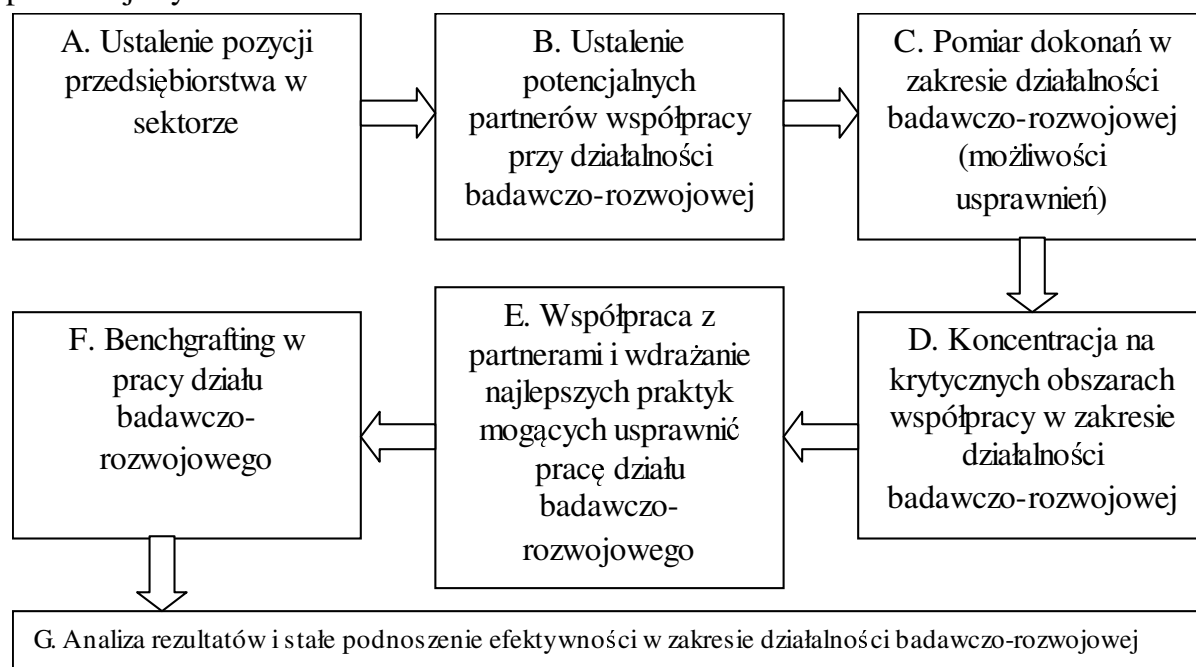 A. Ustalenie pozycji
przedsiębiorstwa w
sektorze
B. Ustalenie
potencjalnych
partnerów współpracy
przy działalności
badawczo-rozwojowej
C. Pomiar dokonań w
zakresie działalności
badawczo-rozwojowej
(możliwości
usprawnień)
D. Koncentracja na
krytycznych obszarach
współpracy w zakresie
działalności
badawczo-rozwojowej
E. Współpraca z
partnerami i wdrażanie
najlepszych praktyk
mogących usprawnić
pracę działu
badawczo-
rozwojowego
F. Benchgrafting w
pracy działu
badawczo-
rozwojowego
G. Analiza rezultatów i stałe podnoszenie efektywności w zakresie działalności badawczo-rozwojowej